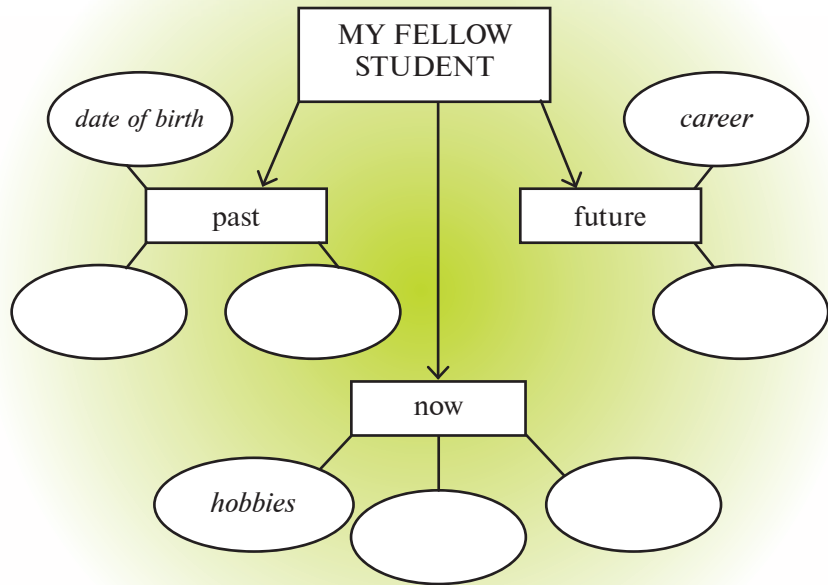 MY FELLOW
STUDENT
date of birth
career
past
future
now
hobbies